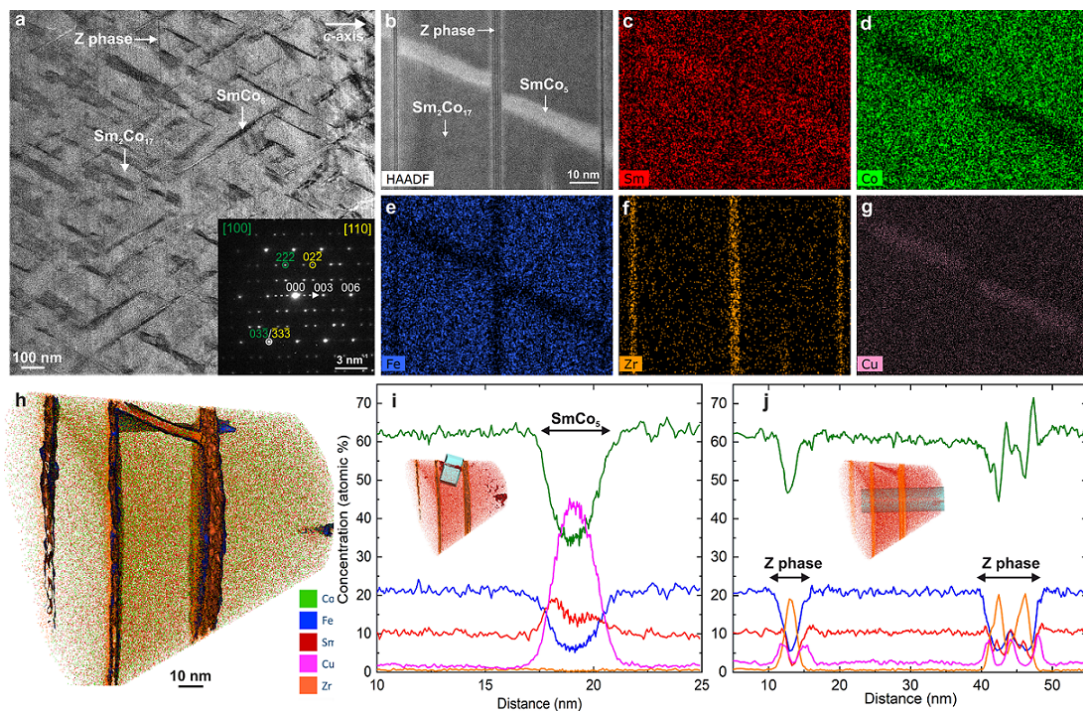 a
Z phase
c-axis
SmCo5
Sm2Co17
[100]
[110]
222
022
000
003
006
033/333
100 nm
3 nm-1
b
Z phase
SmCo5
Sm2Co17
HAADF
10 nm
c
Sm
d
Co
e
Fe
f
Zr
g
Cu
h
Co
Fe
Sm
Cu
Zr
10 nm
i
SmCo5
Concentration (atomic %)
70
60
50
40
30
20
10
0
10
15
20
25
Distance (nm)
j
Z phase
Z phase
70
60
50
40
30
20
10
0
10
20
30
40
50
Distance (nm)